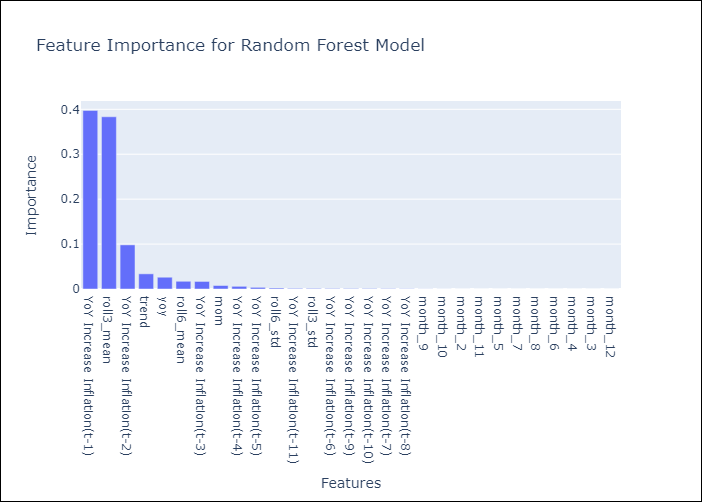 Feature Importance for Random Forest Model
Importance
0.4
0.3
0.2
0.1
0
YoY Increase Inflation(t-1)
roll3_mean
YoY Increase Inflation(t-2)
trend
yoy
roll6_mean
YoY Increase Inflation(t-3)
mom
YoY Increase Inflation(t-4)
YoY Increase Inflation(t-5)
roll6_std
YoY Increase Inflation(t-11)
roll3_std
YoY Increase Inflation(t-6)
YoY Increase Inflation(t-9)
YoY Increase Inflation(t-10)
YoY Increase Inflation(t-7)
YoY Increase Inflation(t-8)
month_9
month_10
month_2
month_11
month_5
month_7
month_8
month_6
month_4
month_3
month_12
Features